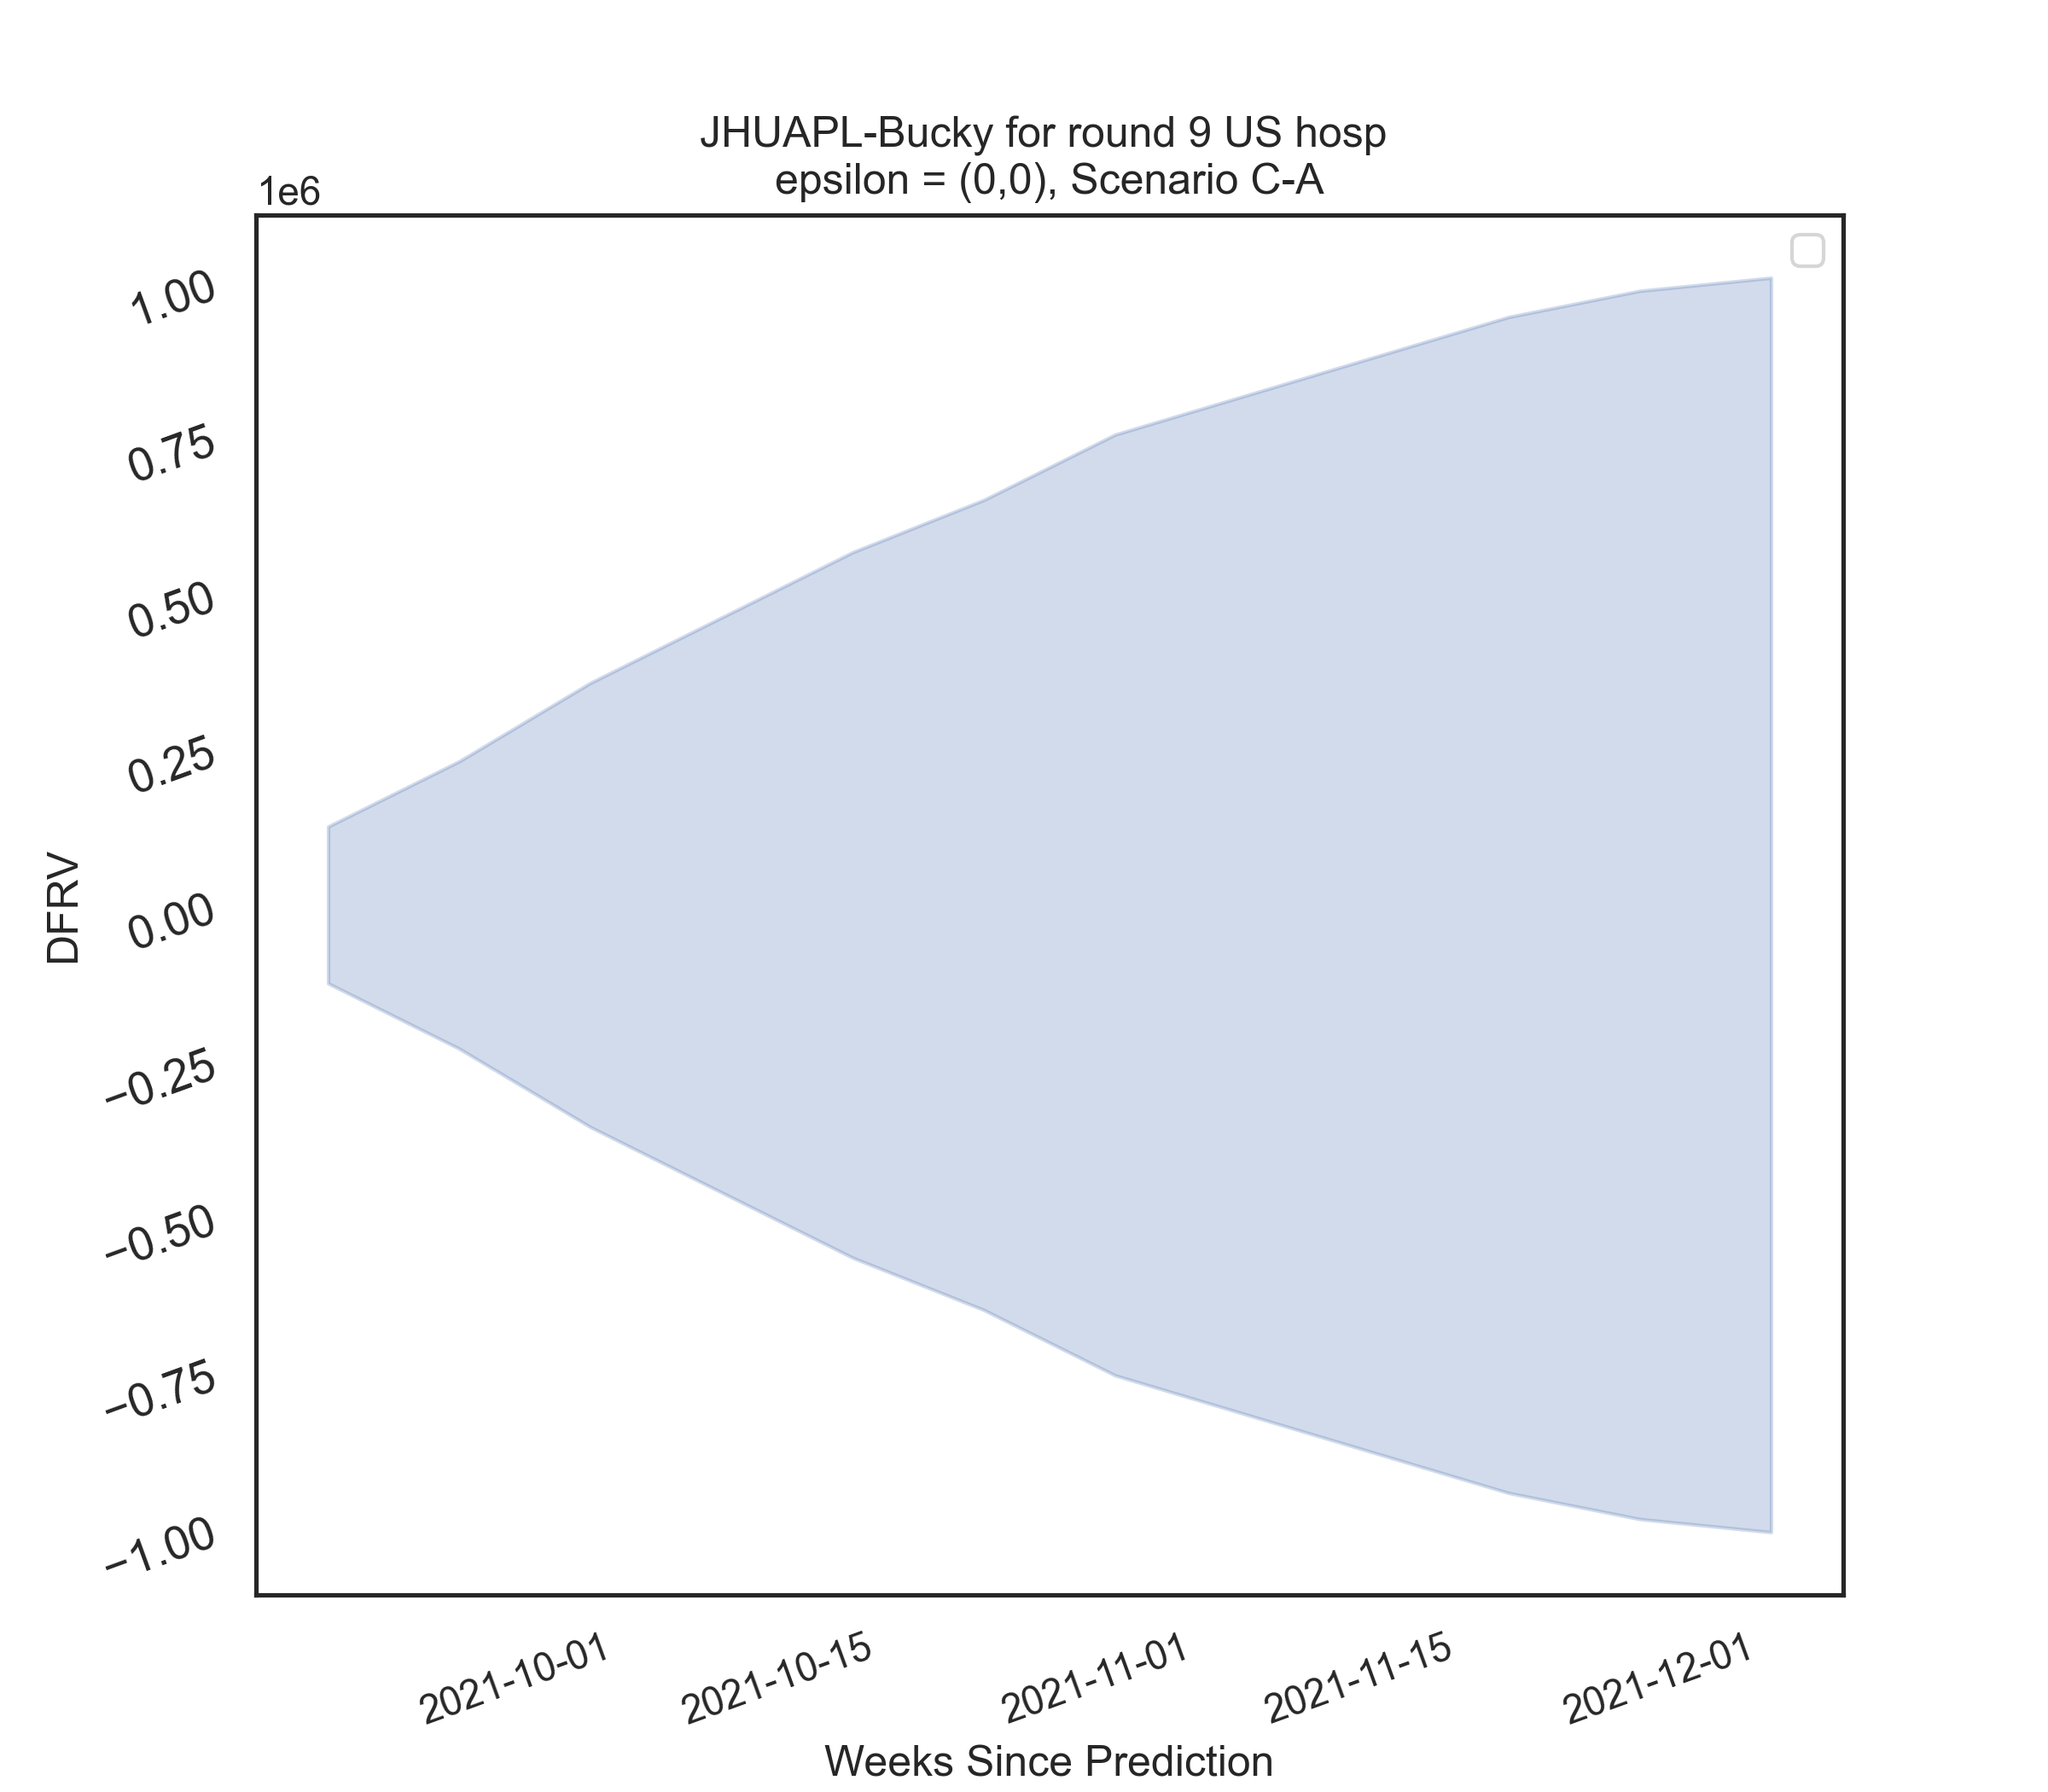 JHUAPL-Bucky for round 9 US hosp
epsilon = (0,0), Scenario C-A
1e6
1.00
0.75
0.50
0.25
0.00
−0.25
−0.50
−0.75
−1.00
DFRV
2021-10-01
2021-10-15
2021-11-01
2021-11-15
2021-12-01
Weeks Since Prediction